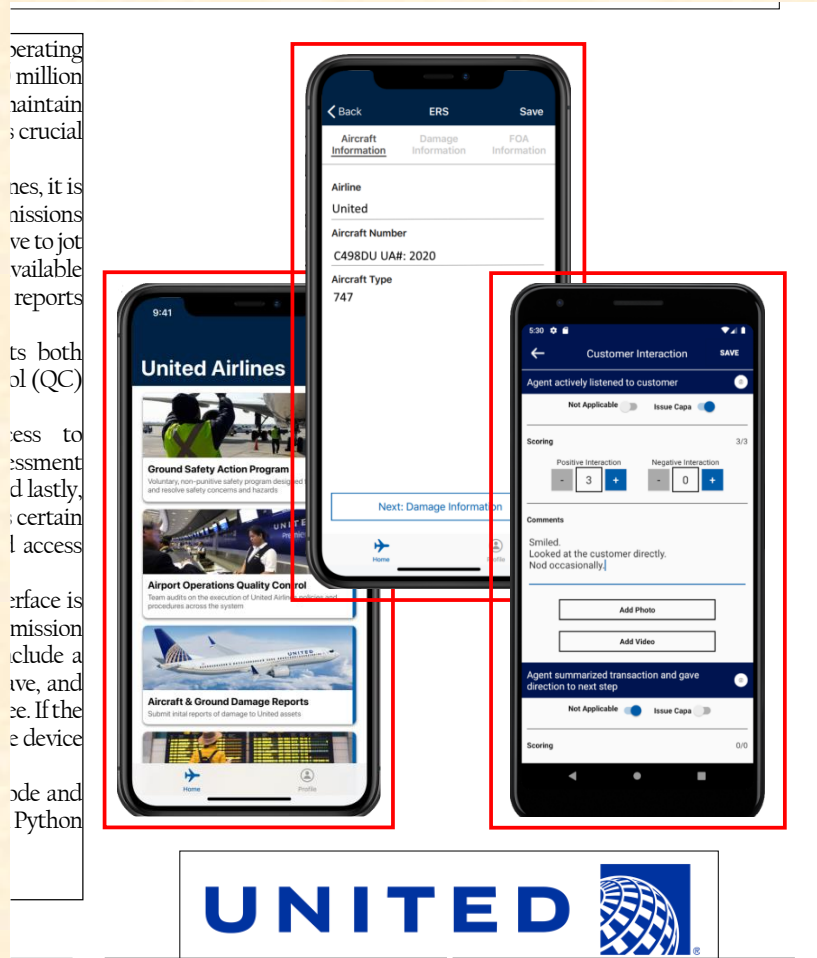 perating
million
aintain
s crucial
nes, it is
missions
ve to jot
vailable
reports
ts both
ol (QC)
cess to
essment
d lastly,
certain
access
erface is
mission
nclude a
ave, and
ee. If the
e device
ode and
Python
Back ERS Save
Aircraft Information Damage Information FOA Information
Airline
United
Aircraft Number
C498DU UA#: 2020
Aircraft Type
747
Next: Damage Information
Home Profile
9:41
United Airlines
Ground Safety Action Program
Voluntary, non-punitive safety program designed
and resolve safety concerns and hazards
UNITE
Airport Operations Quality Control
Team audits on the execution of United Airlines policies and
procedures across the system
UNITED
Aircraft & Ground Damage Reports
Submit inital reports of damage to United assets
Home Profile
5:30
Customer Interaction SAVE
Agent actively listened to customer
Not Applicable Issue Capa
Scoring 3/3
Positive Interaction Negative Interaction
- 3 + - 0 +
Comments
Smiled.
Looked at the customer directly.
Nod occasionally.
Add Photo
Add Video
Agent summarized transaction and gave
direction to next step
Not Applicable Issue Capa
Scoring 0/0
UNITED ®